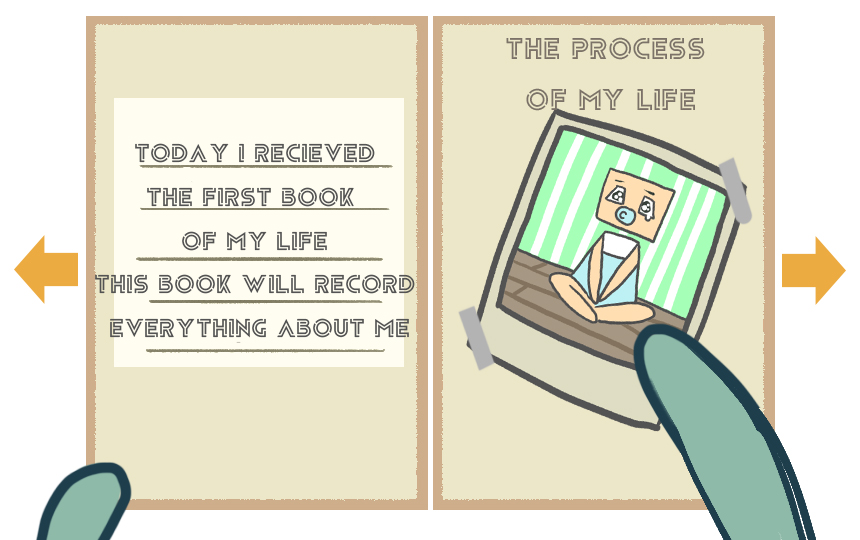 TODAY I RECIEVED
THE FIRST BOOK
OF MY LIFE
THIS BOOK WILL RECORD
EVERYTHING ABOUT ME
THE PROCESS
OF MY LIFE